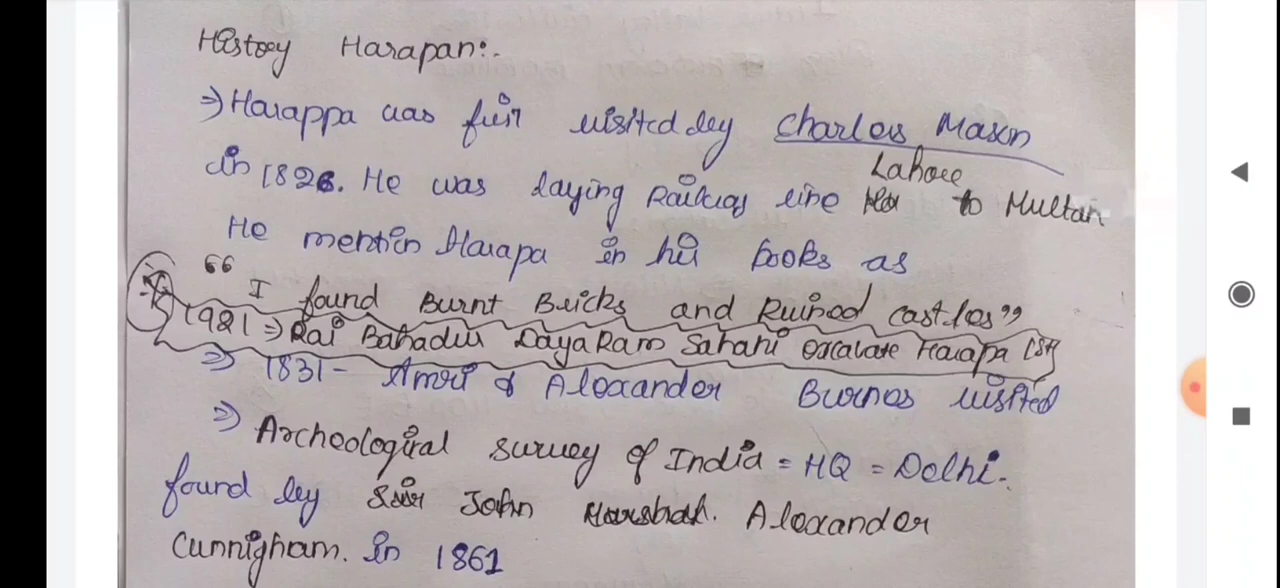 History Harapan:-
⇒ Harappa was first visited by Charles Mason
in 1826. He was laying Railway line Lahore to Multan
He mention Harapa in his books as
"I found Burnt Bricks and Ruined castles"
1921 ⇒ Rai Bahadur Daya Ram Sahani Excavate Harapa (st)
⇒ 1831 - Amri & Alexander Burnes visited
⇒ Archeological Survey of India = HQ = Delhi.
found by Sir John Marshal. Alexander
Cunnigham. in 1861